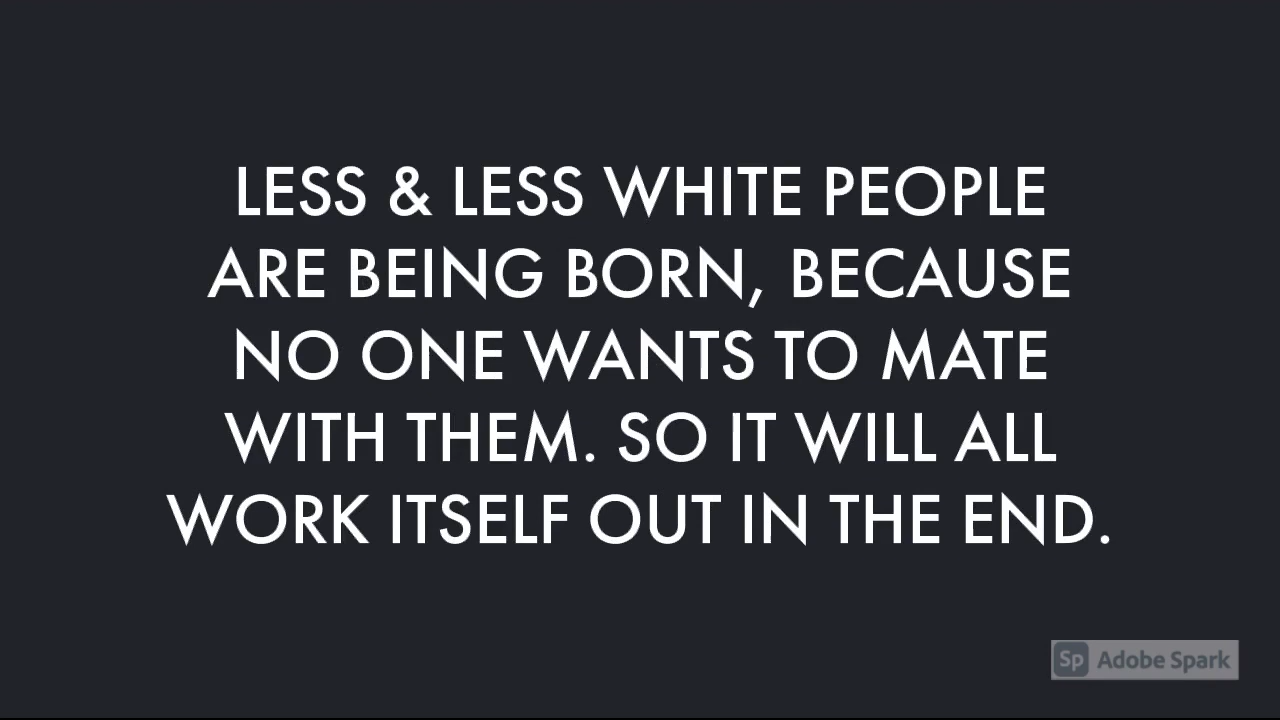 LESS & LESS WHITE PEOPLE
ARE BEING BORN, BECAUSE
NO ONE WANTS TO MATE
WITH THEM. SO IT WILL ALL
WORK ITSELF OUT IN THE END.
Sp Adobe Spark